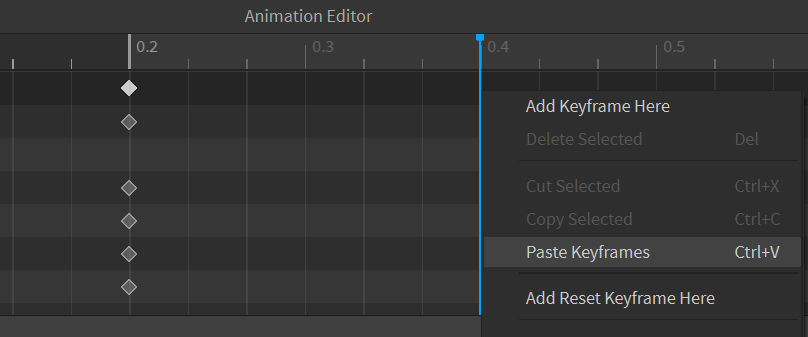 Animation Editor
0.2 0.3 0.4 0.5
Add Keyframe Here
Delete Selected Del
Cut Selected Ctrl+X
Copy Selected Ctrl+C
Paste Keyframes Ctrl+V
Add Reset Keyframe Here